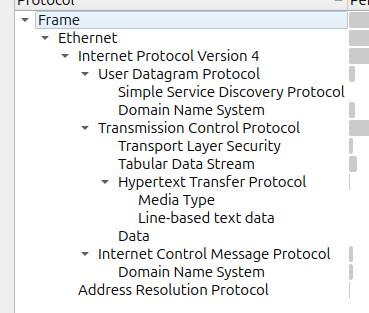 Frame
Ethernet
Internet Protocol Version 4
User Datagram Protocol
Simple Service Discovery Protocol
Domain Name System
Transmission Control Protocol
Transport Layer Security
Tabular Data Stream
Hypertext Transfer Protocol
Media Type
Line-based text data
Data
Internet Control Message Protocol
Domain Name System
Address Resolution Protocol